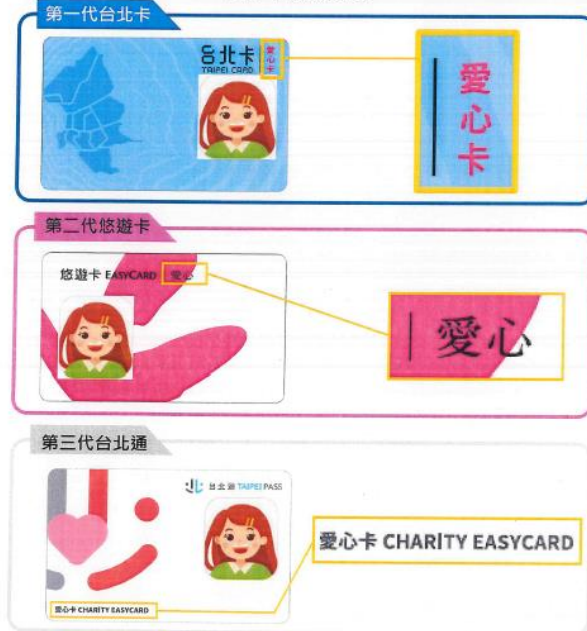 第一代台北卡
台北卡 愛心卡
TAIPEI CARD
愛心卡
第二代悠遊卡
悠遊卡 EASYCARD 愛心
愛心
第三代台北通
台北通 TAIPEI PASS
愛心卡 CHARITY EASYCARD
愛心卡 CHARITY EASYCARD